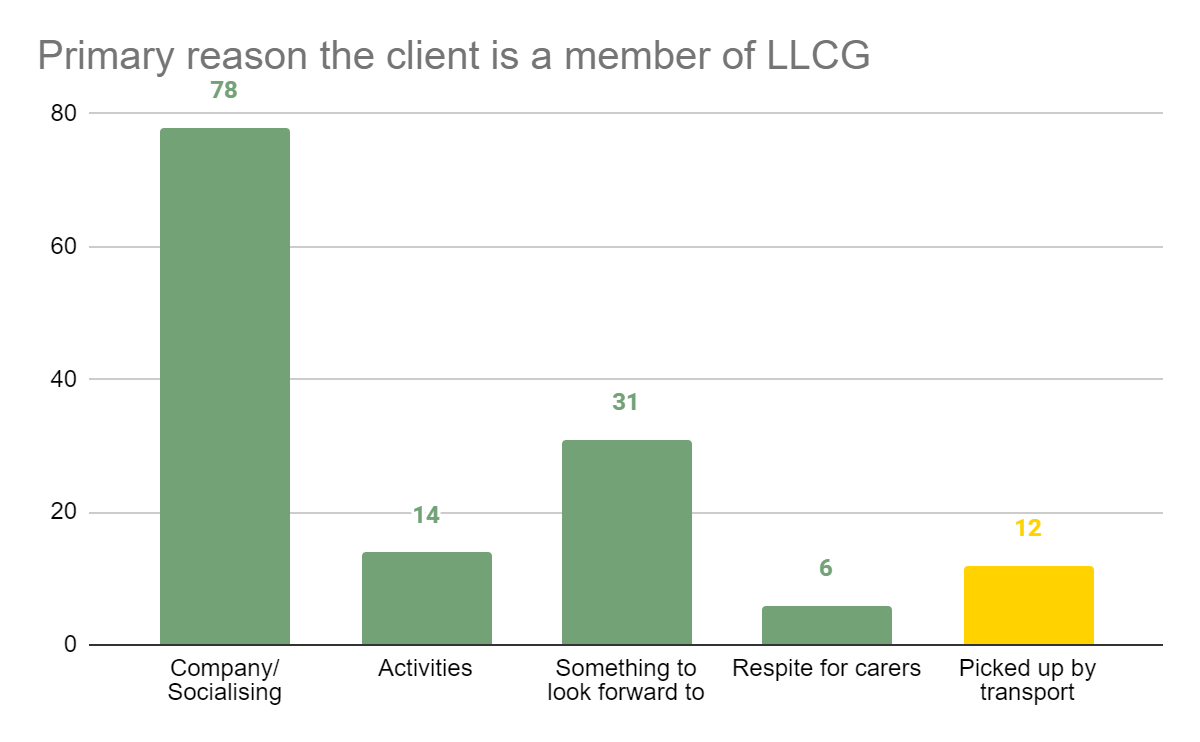 Primary reason the client is a member of LLCG
78
80
60
40
31
20
14
12
6
0
Company/
Socialising
Activities
Something to
look forward to
Respite for carers
Picked up by
transport